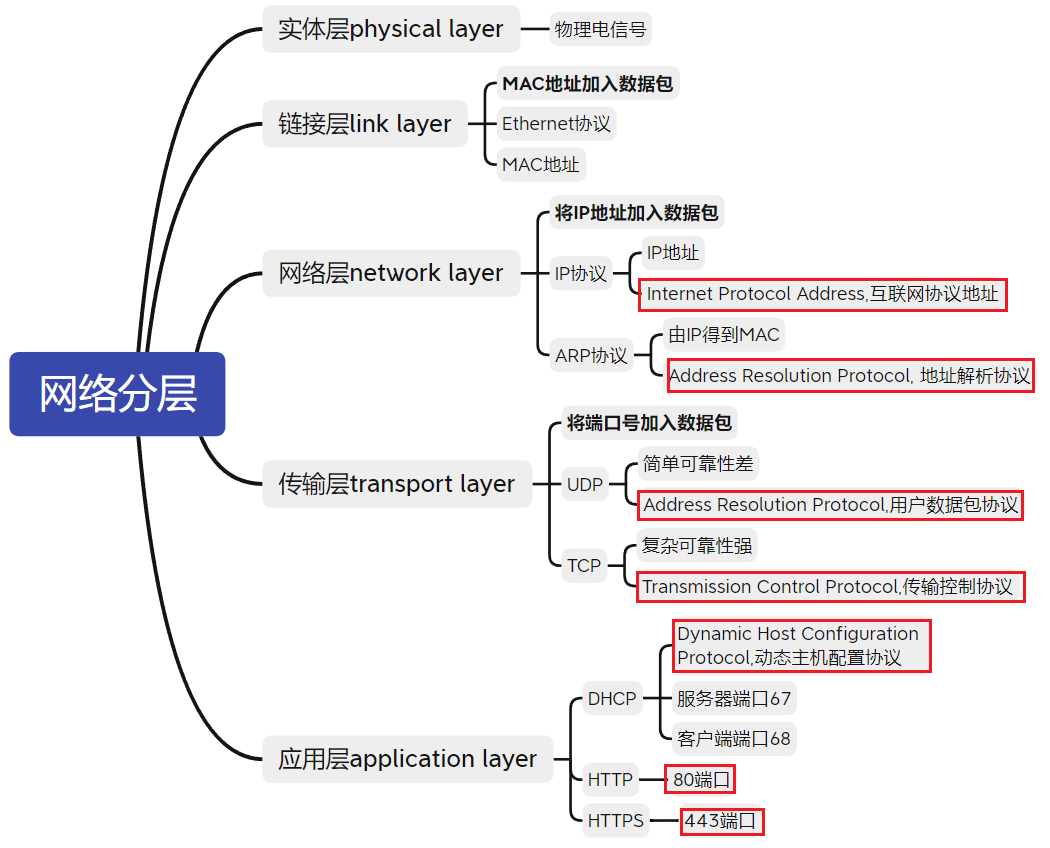 实体层physical layer
物理电信号
链接层link layer
MAC地址加入数据包
Ethernet协议
MAC地址
网络层network layer
将IP地址加入数据包
IP协议
IP地址
Internet Protocol Address,互联网协议地址
ARP协议
由IP得到MAC
Address Resolution Protocol, 地址解析协议
网络分层
传输层transport layer
将端口号加入数据包
UDP
简单可靠性差
Address Resolution Protocol,用户数据包协议
TCP
复杂可靠性强
Transmission Control Protocol,传输控制协议
应用层application layer
DHCP
Dynamic Host Configuration
Protocol,动态主机配置协议
服务器端口67
客户端端口68
HTTP
80端口
HTTPS
443端口